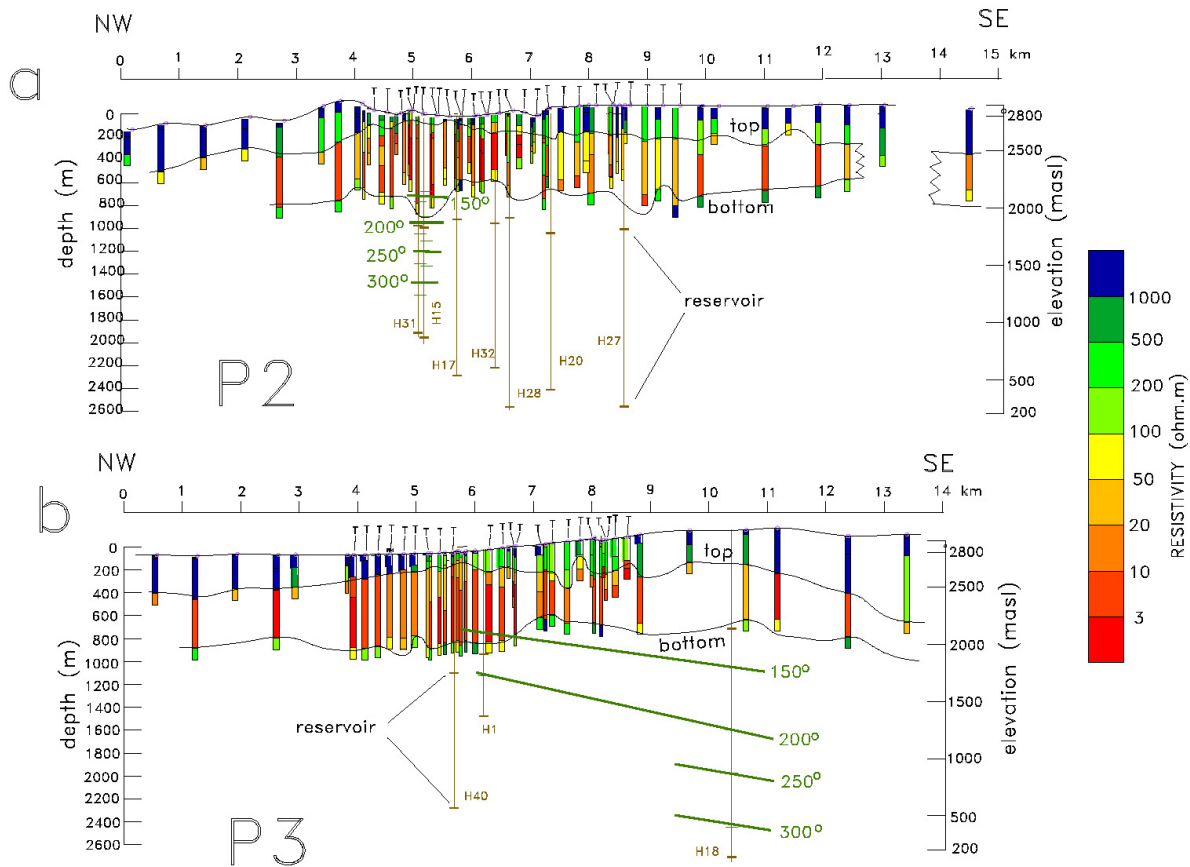 NW SE
0 1 2 3 4 5 6 7 8 9 10 11 12 13 14 15 km
a
depth (m)
0
200
400
600
800
1000
1200
1400
1600
1800
2000
2200
2400
2600
top
bottom
150°
200°
250°
300°
H31
H15
H17
H32
H28
H20
H27
reservoir
P2
2800
2500
2000
1500
1000
500
200
elevation (masl)
1000
500
200
100
50
20
10
3
RESISTIVITY (ohm.m)
NW SE
0 1 2 3 4 5 6 7 8 9 10 11 12 13 14 km
b
depth (m)
0
200
400
600
800
1000
1200
1400
1600
1800
2000
2200
2400
2600
top
bottom
150°
200°
250°
300°
reservoir
H1
H40
H18
P3
2800
2500
2000
1500
1000
500
200
elevation (masl)